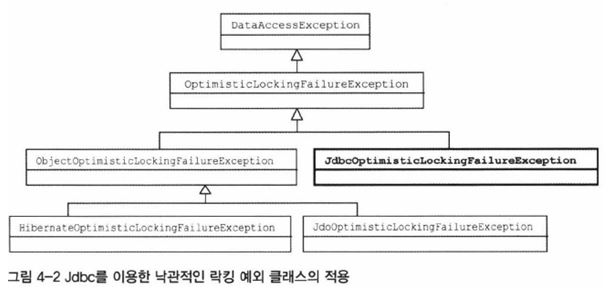 DataAccessException
OptimisticLockingFailureException
ObjectOptimisticLockingFailureException
JdbcOptimisticLockingFailureException
HibernateOptimisticLockingFailureException
JdoOptimisticLockingFailureException
그림 4-2 Jdbc를 이용한 낙관적인 락킹 예외 클래스의 적용